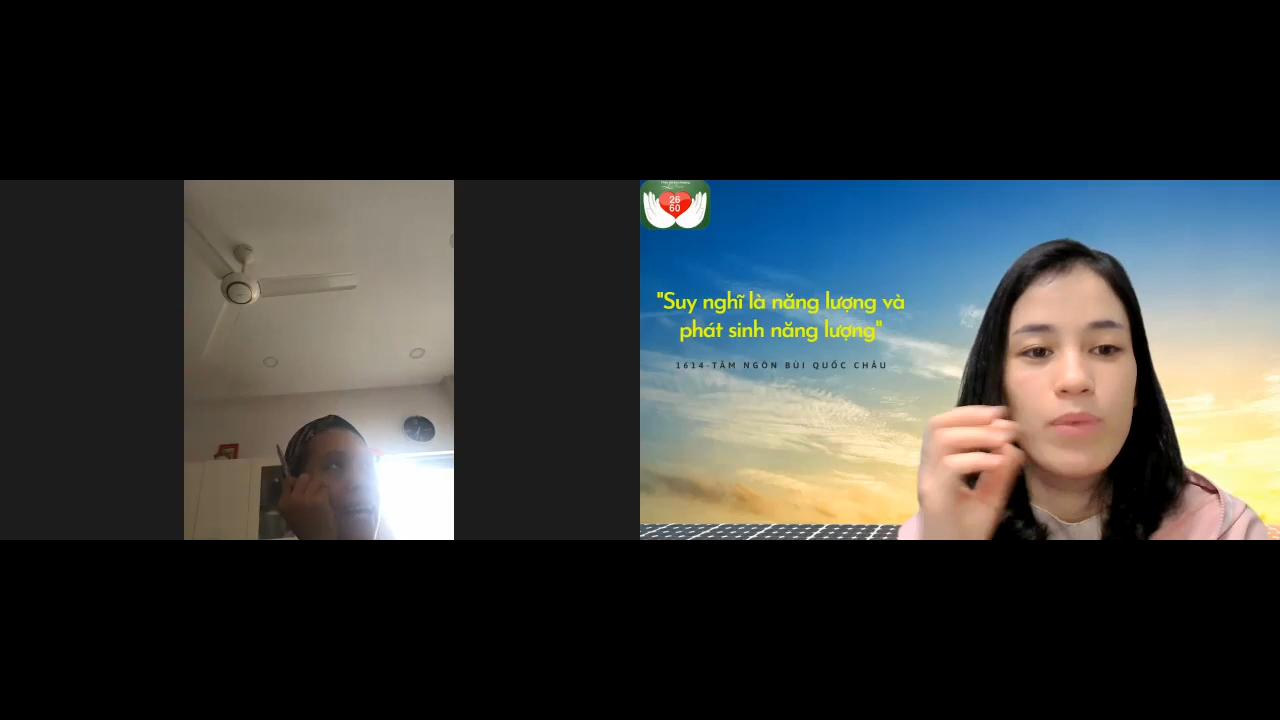 26
60
"Suy nghĩ là năng lượng và
phát sinh năng lượng"
1614-TÂM NGÔN BÙI QUỐC CHÂU